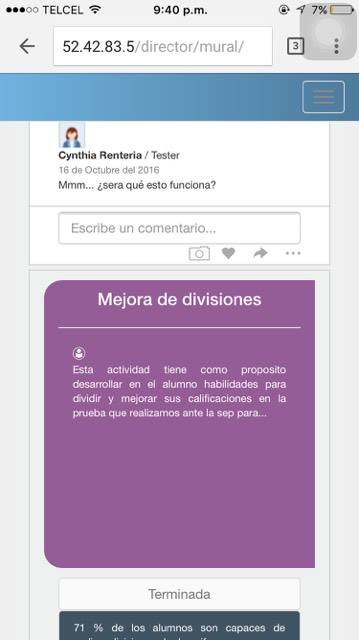 TELCEL 9:40 p.m. 7%
52.42.83.5/director/mural/ 3
Cynthia Renteria / Tester
16 de Octubre del 2016
Mmm... ¿sera qué esto funciona?
Escribe un comentario...
Mejora de divisiones
Esta actividad tiene como proposito
desarrollar en el alumno habilidades para
dividir y mejorar sus calificaciones en la
prueba que realizamos ante la sep para...
Terminada
71 % de los alumnos son capaces de